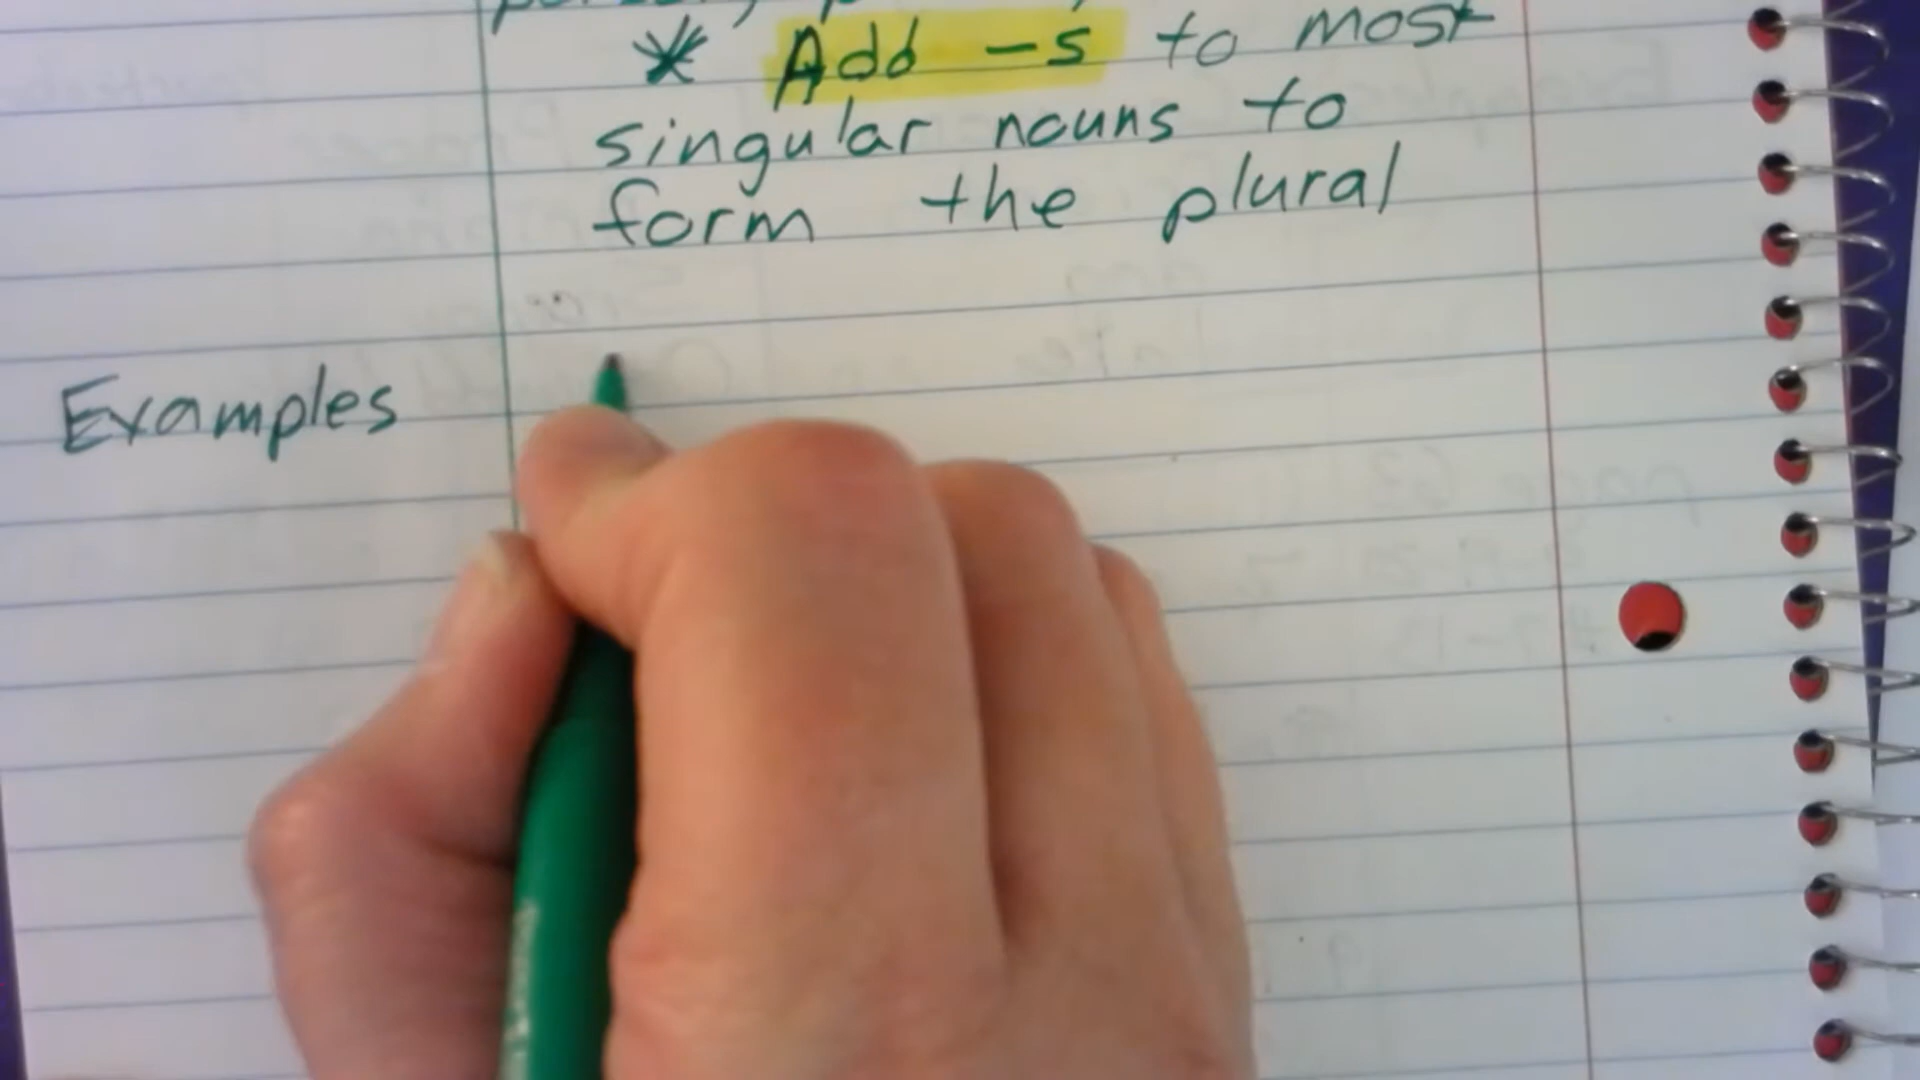 * Add -s to most
singular nouns to
form the plural
Examples